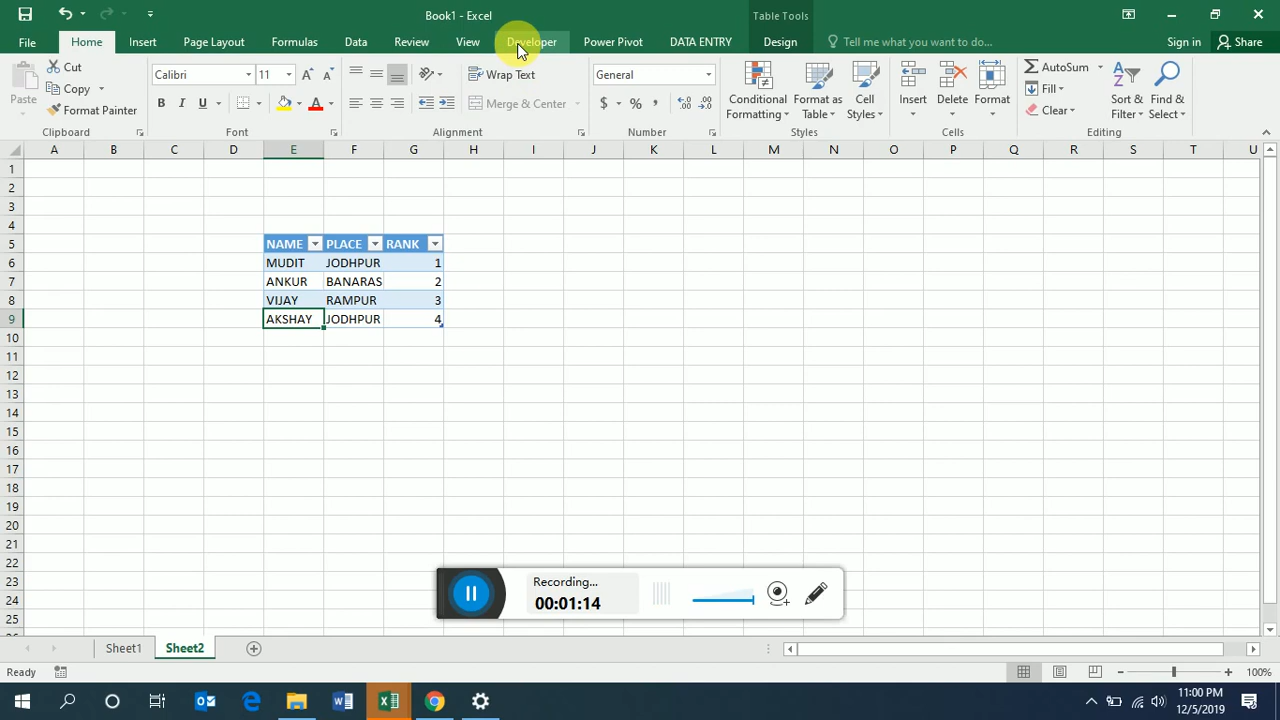 Book1 - Excel
Table Tools
File Home Insert Page Layout Formulas Data Review View Developer Power Pivot DATA ENTRY Design Tell me what you want to do... Sign in Share
Paste
Cut
Copy
Format Painter
Clipboard
Calibri 11
B I U
Font
Wrap Text
Merge & Center
Alignment
General
$ % ,
Number
Conditional Formatting
Format as Table
Cell Styles
Styles
Insert Delete Format
Cells
AutoSum
Fill
Clear
Sort & Filter
Find & Select
Editing
A B C D E F G H I J K L M N O P Q R S T U
1
2
3
4
5 NAME PLACE RANK
6 MUDIT JODHPUR 1
7 ANKUR BANARAS 2
8 VIJAY RAMPUR 3
9 AKSHAY JODHPUR 4
10
11
12
13
14
15
16
17
18
19
20
21
22
23
24
25
Recording...
00:01:14
Sheet1 Sheet2
Ready
100%
11:00 PM
12/5/2019